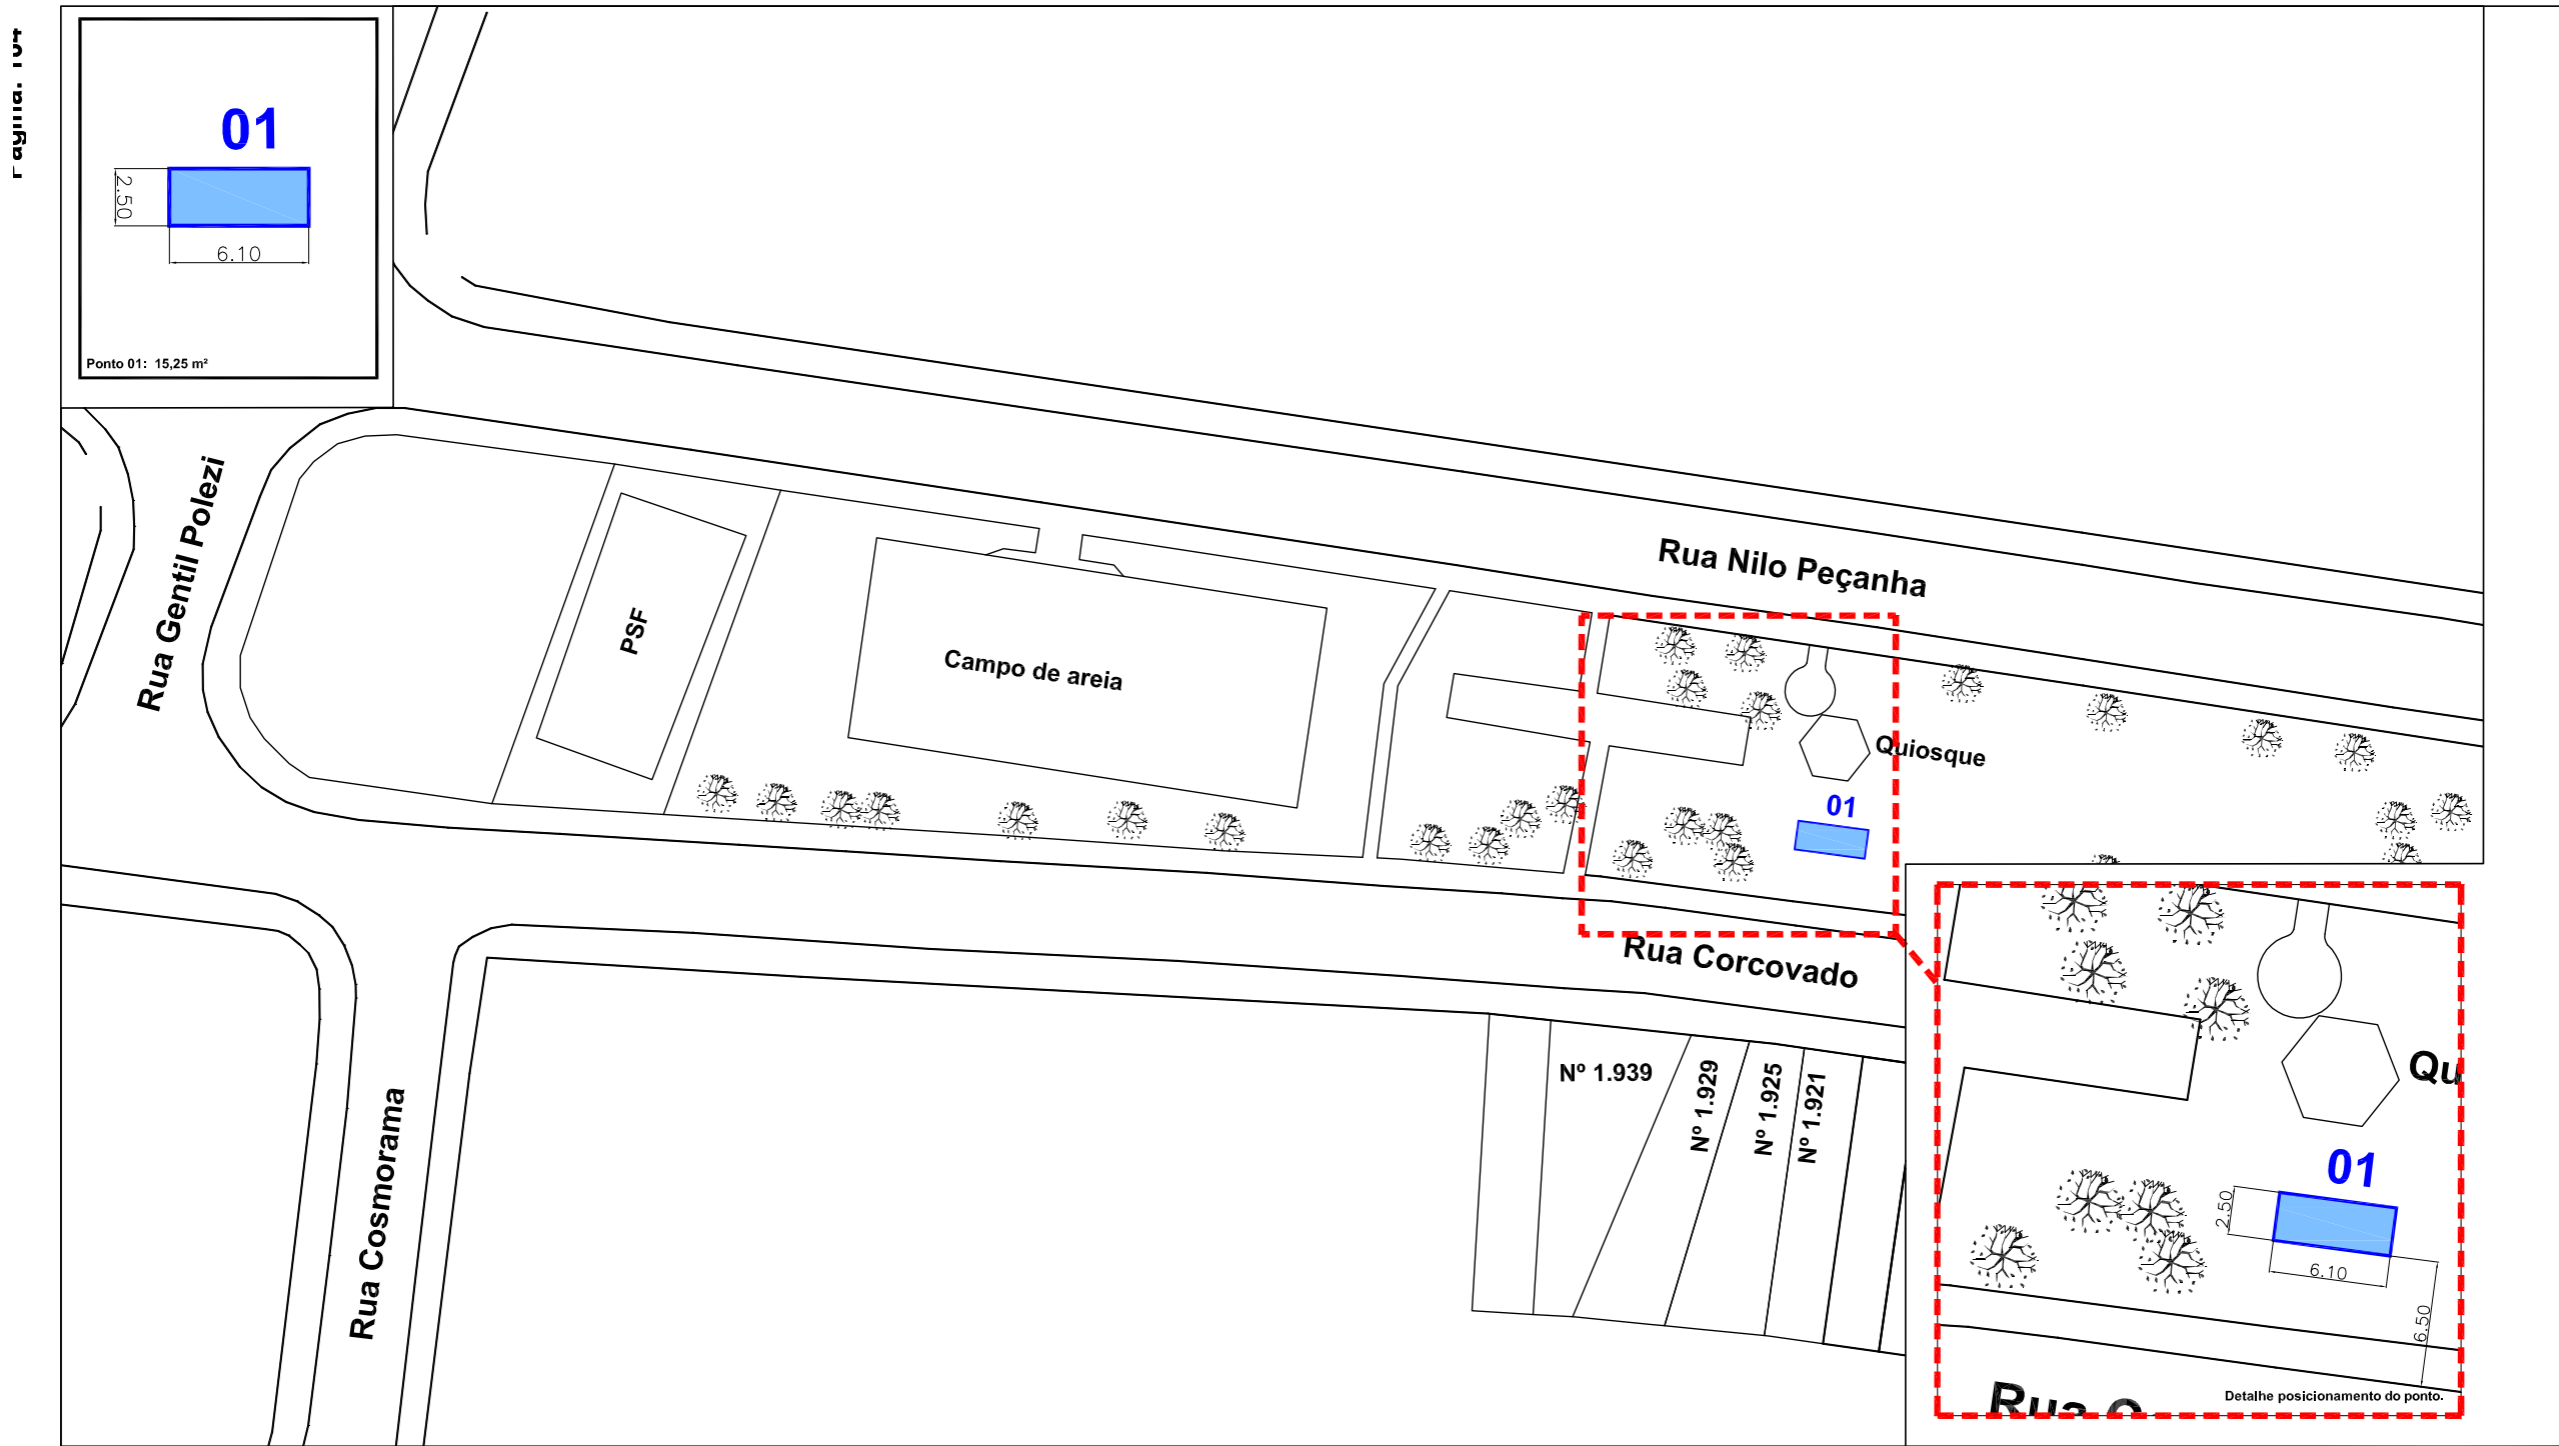 01
2.50
6.10
Ponto 01: 15,25 m²
Rua Gentil Polezi
PSF
Campo de areia
Rua Nilo Peçanha
Quiosque
01
Rua Corcovado
Nº 1.939
Nº 1.929
Nº 1.925
Nº 1.921
Rua Cosmorama
Qu
01
2.50
6.10
6.50
Detalhe posicionamento do ponto.
Rua